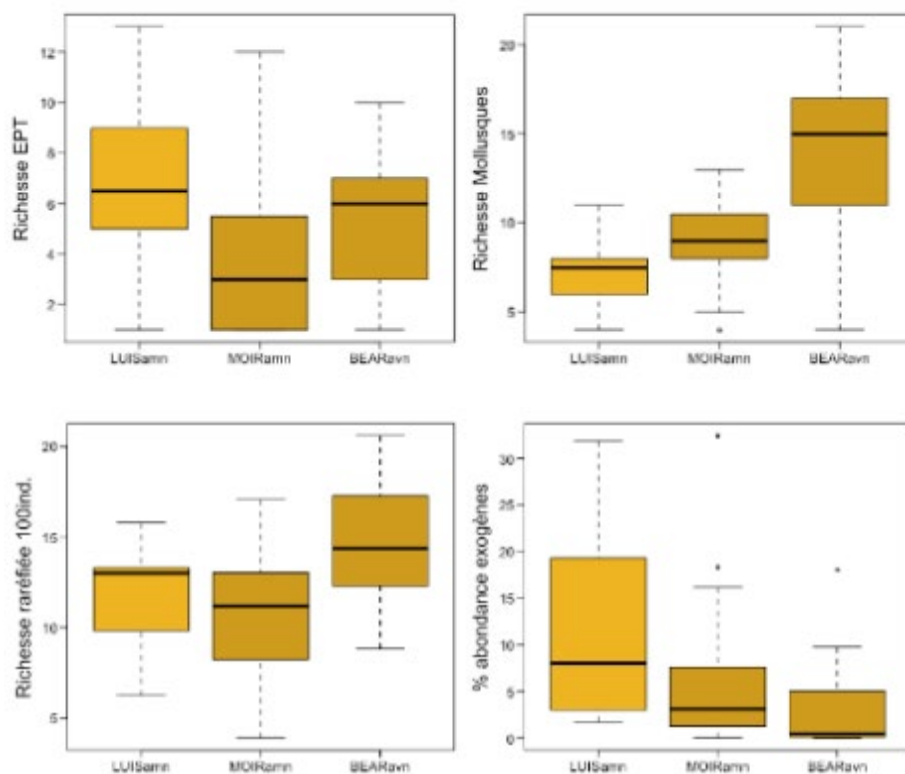 Richesse EPT
12
10
8
6
4
2
LUISamn MOIRamn BEARavn
Richesse Mollusques
20
15
10
5
LUISamn MOIRamn BEARavn
Richesse raréfiée 100ind.
20
15
10
5
LUISamn MOIRamn BEARavn
% abondance exogènes
30
25
20
15
10
5
0
LUISamn MOIRamn BEARavn